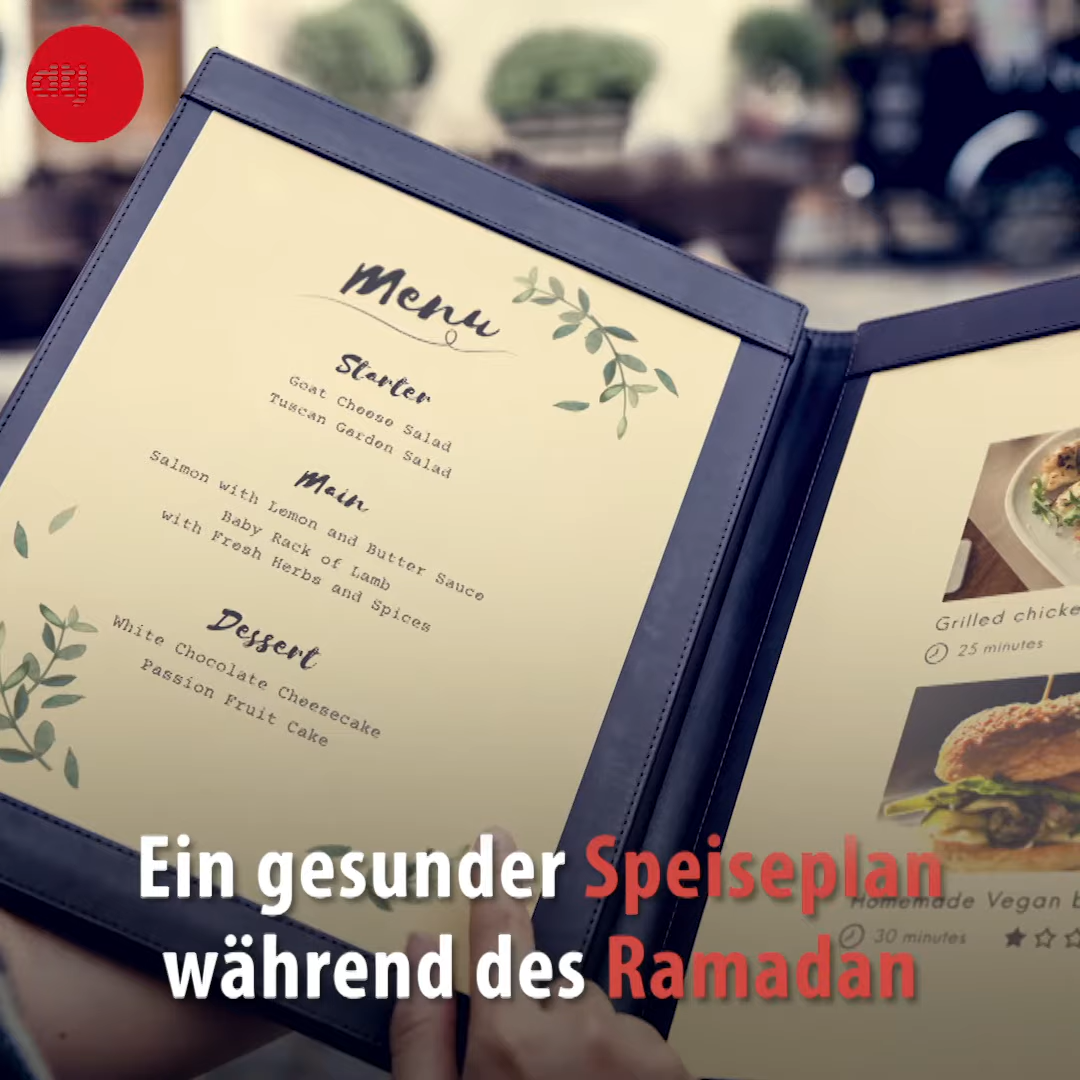 Menu
Starter
Goat Cheese Salad
Tuscan Garden Salad
Main
Salmon with Lemon and Butter Sauce
Baby Rack of Lamb
with Fresh Herbs and Spices
Dessert
White Chocolate Cheesecake
Passion Fruit Cake
Grilled chicke
25 minutes
Homemade Vegan b
30 minutes
Ein gesunder Speiseplan
während des Ramadan